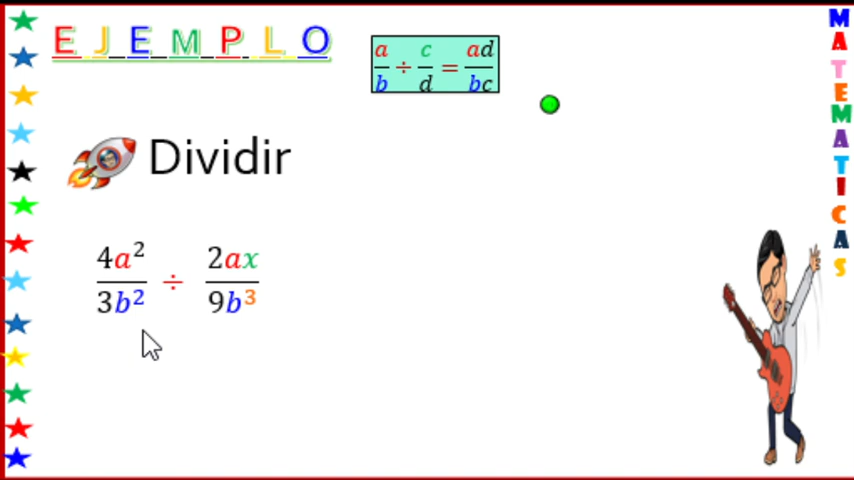 EJEMPLO
a/b ÷ c/d = ad/bc
Dividir
4a²/3b² ÷ 2ax/9b³
MATEMATICAS